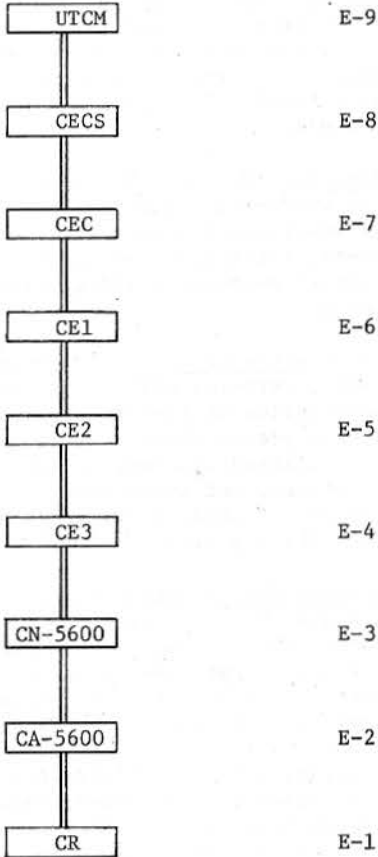 UTCM E-9
CECS E-8
CEC E-7
CE1 E-6
CE2 E-5
CE3 E-4
CN-5600 E-3
CA-5600 E-2
CR E-1